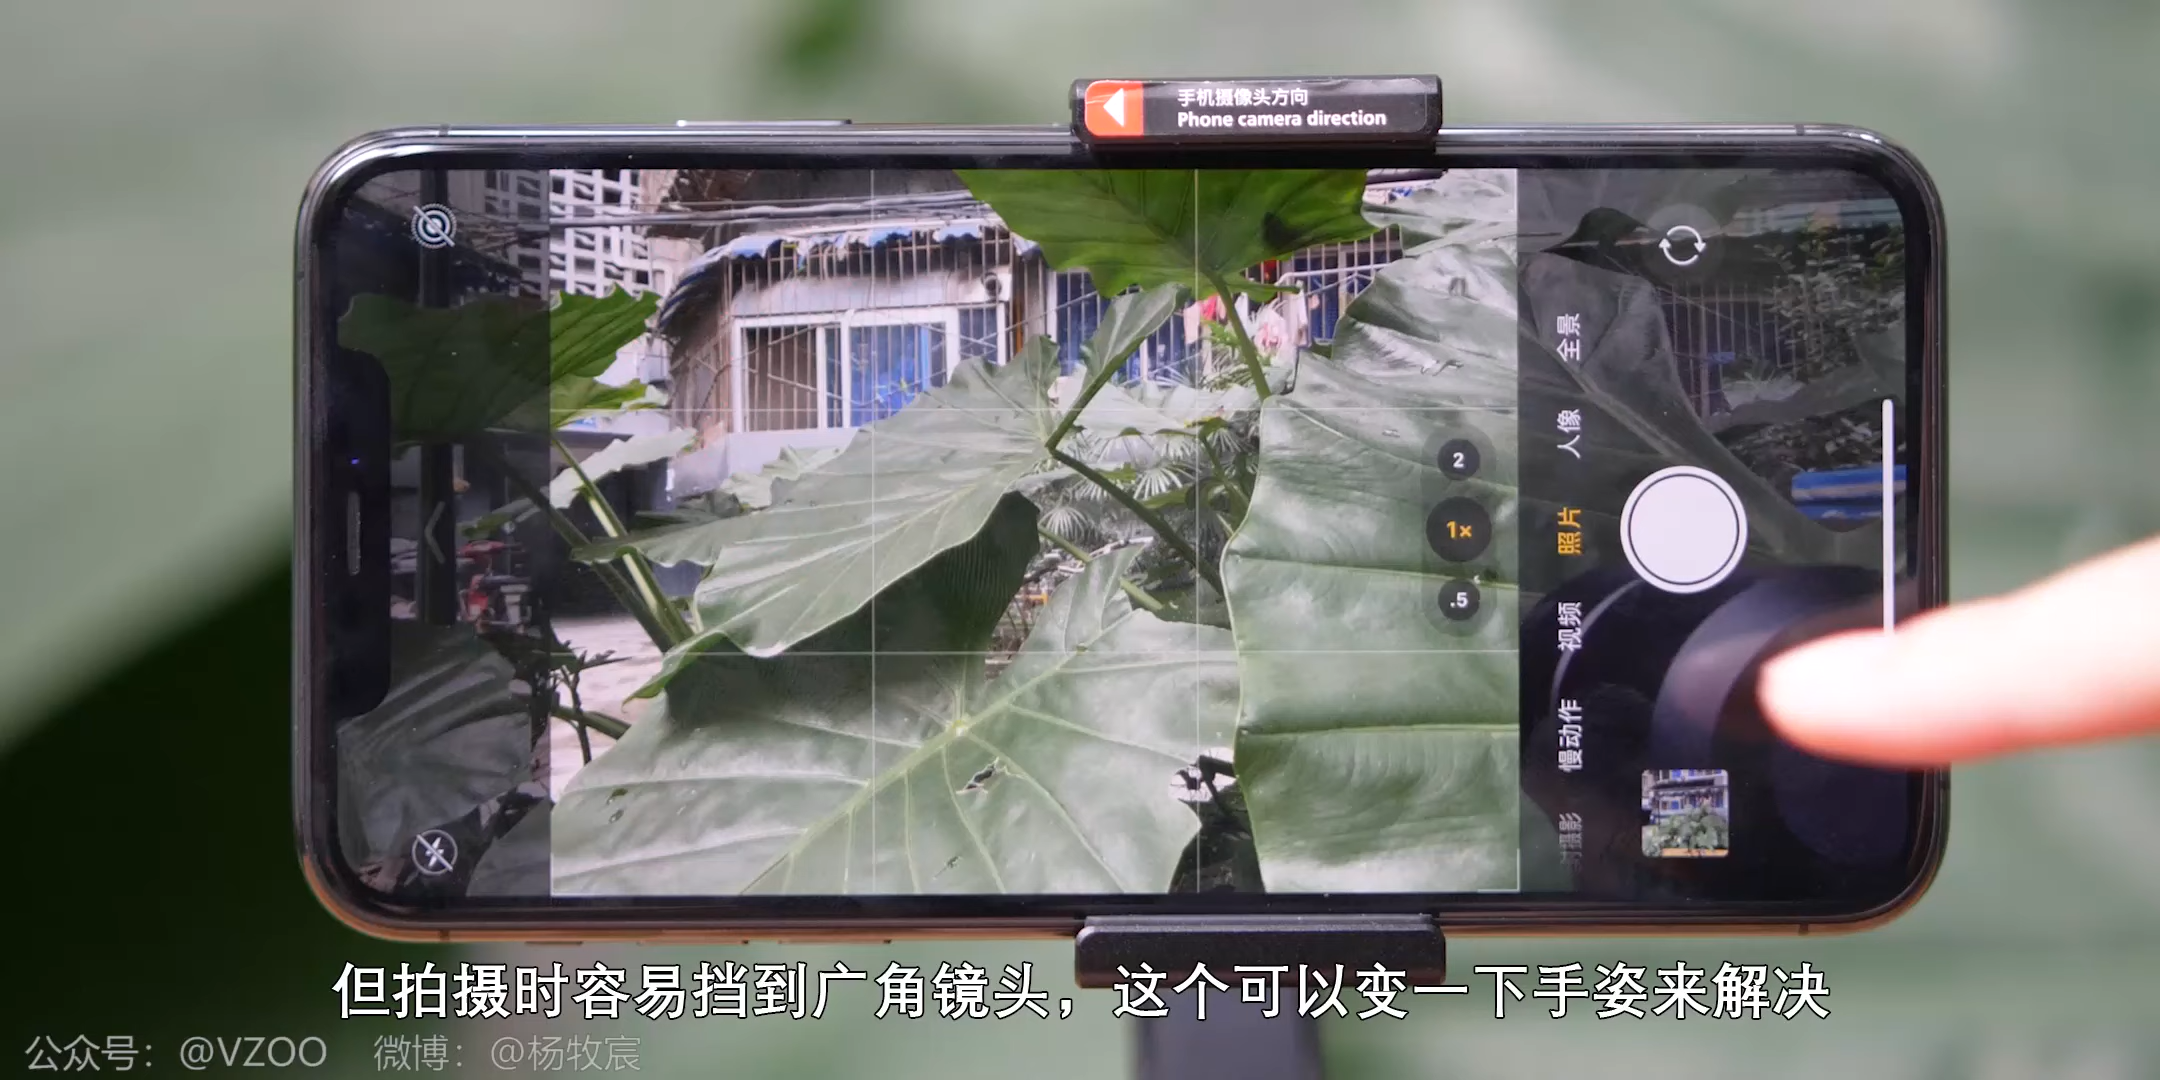 手机摄像头方向
Phone camera direction
全景
人像
照片
视频
慢动作
2
1×
.5
但拍摄时容易挡到广角镜头，这个可以变一下手姿来解决
公众号：@VZOO 微博：@杨牧宸